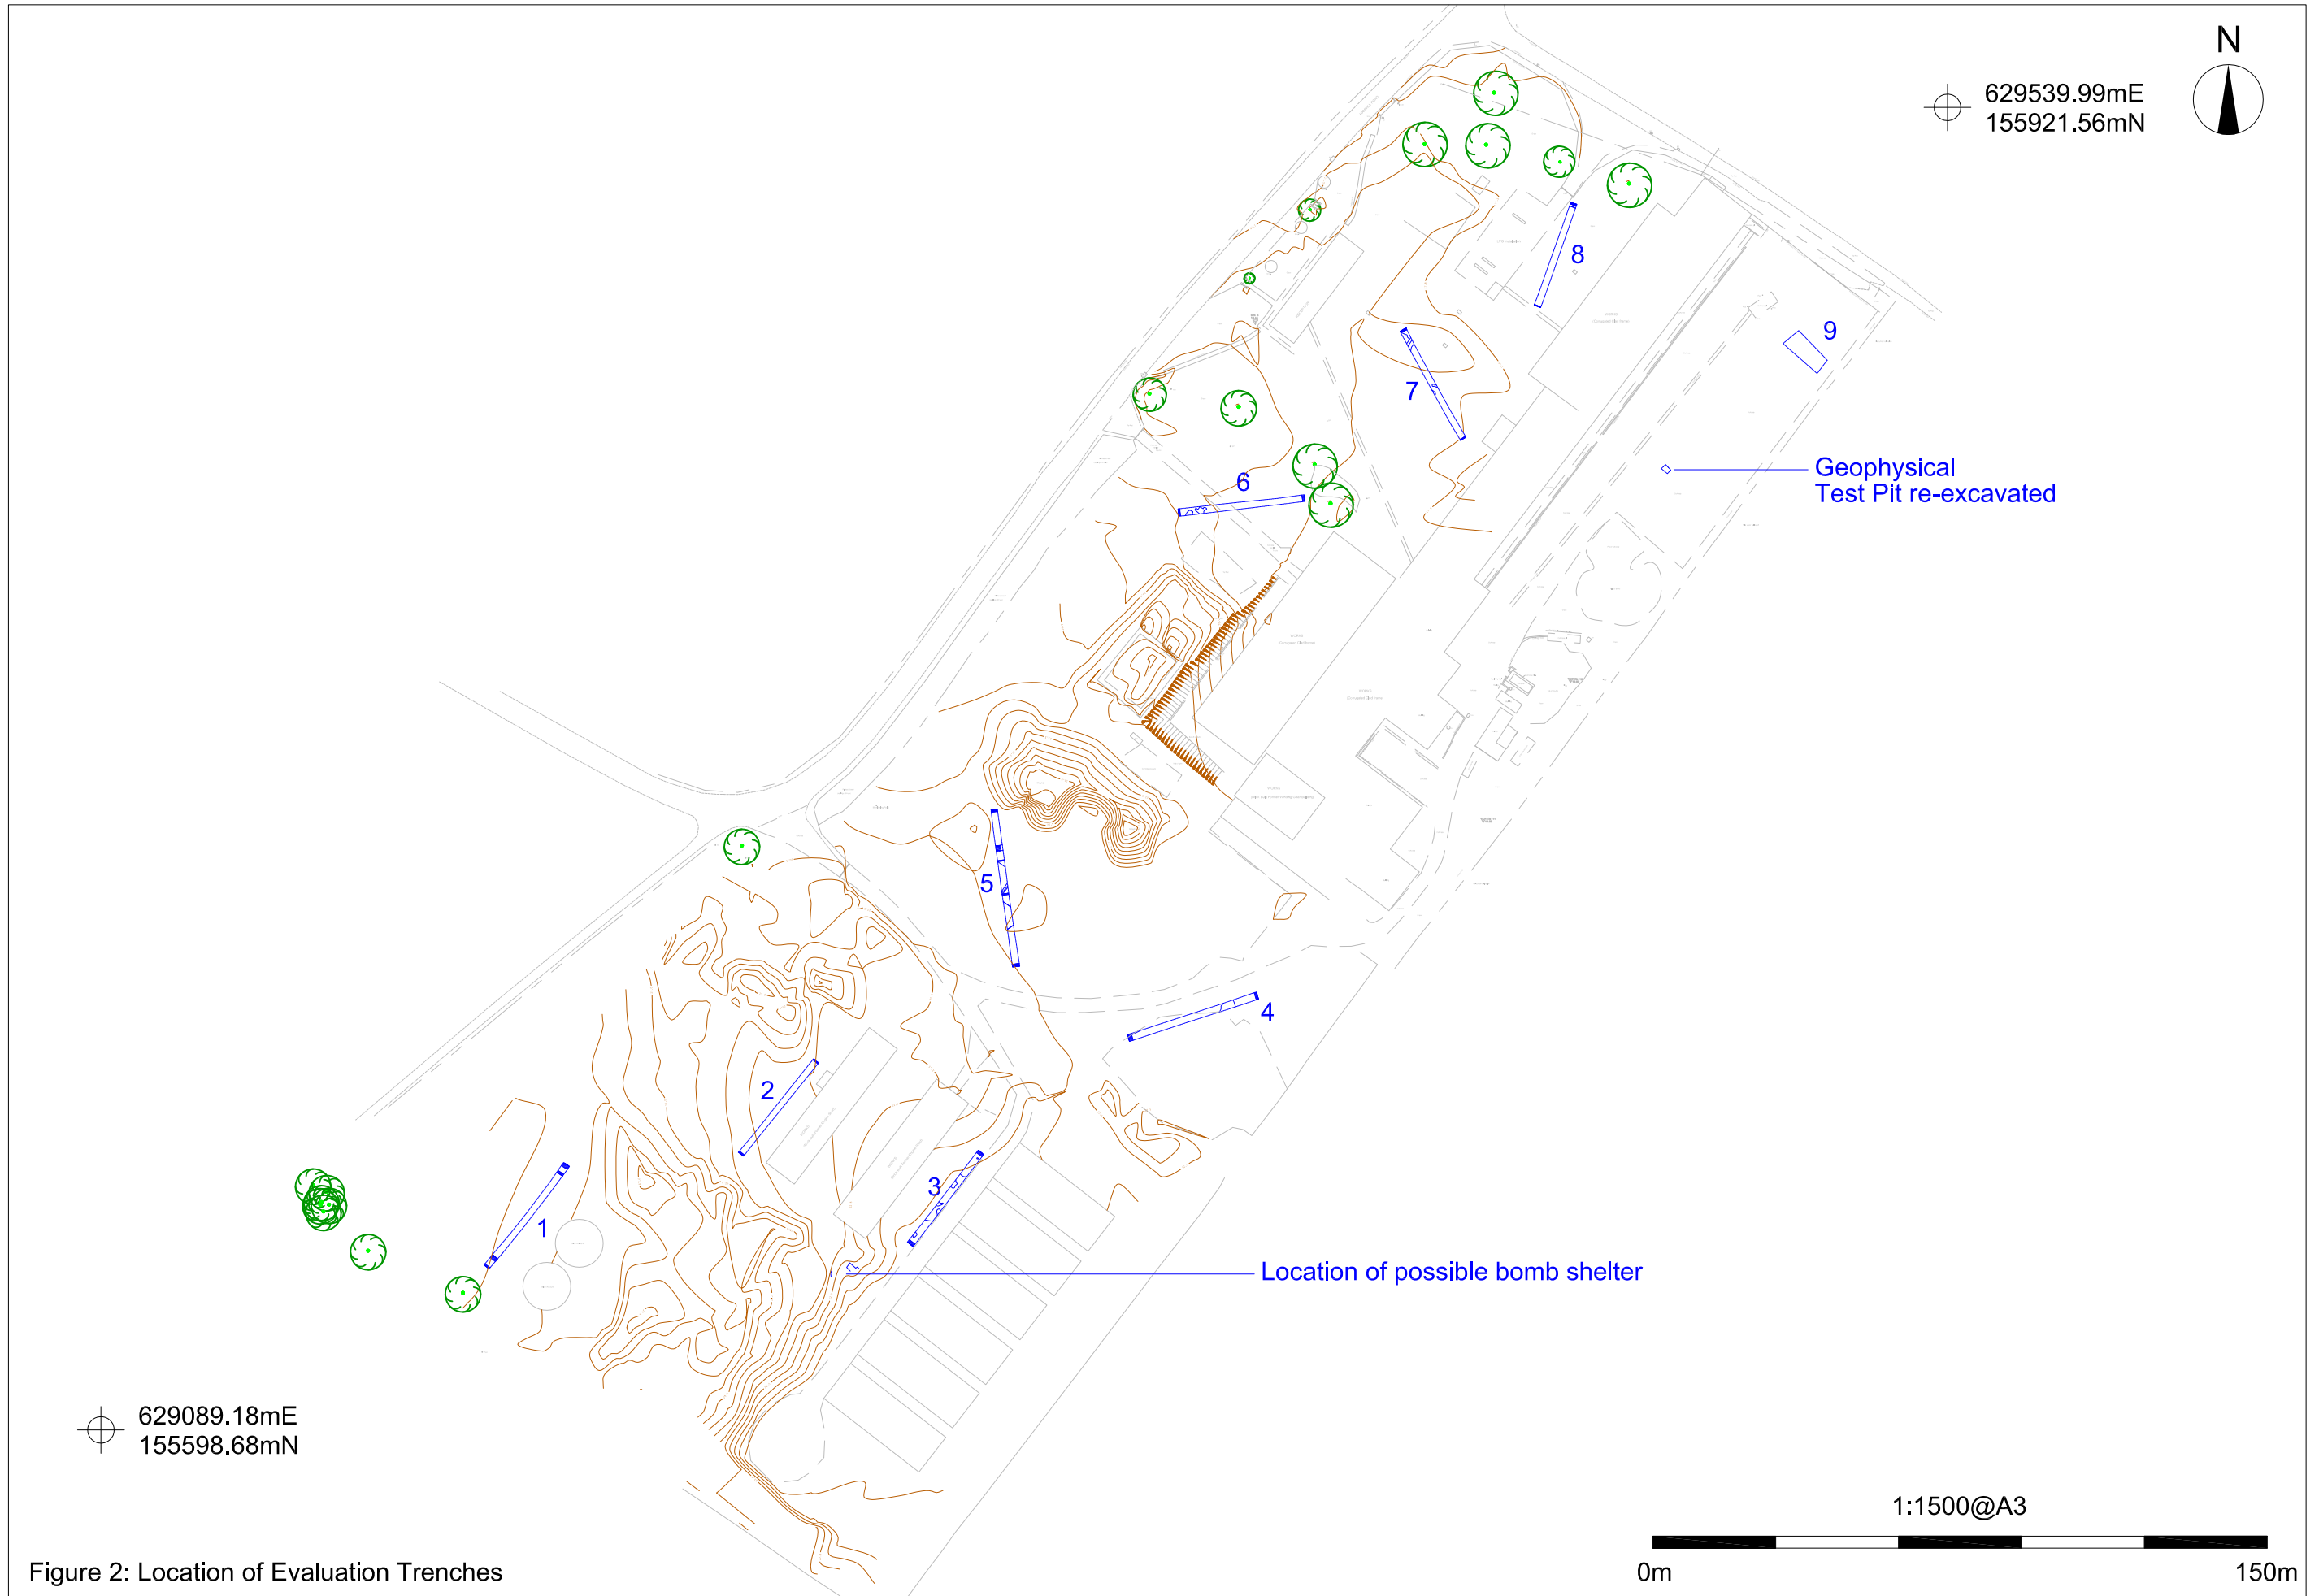 N
629539.99mE
155921.56mN
8
9
7
Geophysical
Test Pit re-excavated
6
5
4
2
3
1
Location of possible bomb shelter
629089.18mE
155598.68mN
1:1500@A3
0m
150m
Figure 2: Location of Evaluation Trenches